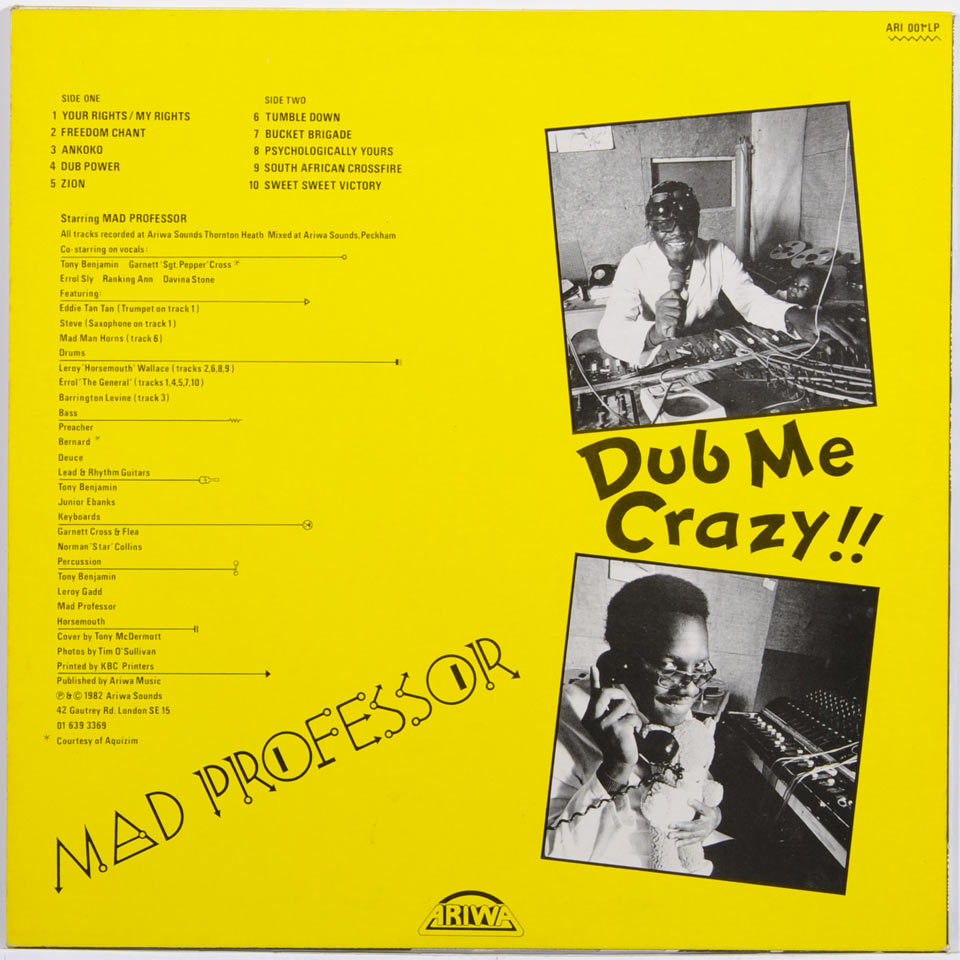 ARI 001 LP
SIDE ONE
1 YOUR RIGHTS / MY RIGHTS
2 FREEDOM CHANT
3 ANKOKO
4 DUB POWER
5 ZION
SIDE TWO
6 TUMBLE DOWN
7 BUCKET BRIGADE
8 PSYCHOLOGICALLY YOURS
9 SOUTH AFRICAN CROSSFIRE
10 SWEET SWEET VICTORY
Starring MAD PROFESSOR
All tracks recorded at Ariwa Sounds Thornton Heath Mixed at Ariwa Sounds, Peckham
Co-starring on vocals:
Tony Benjamin Garnett 'Sgt. Pepper' Cross *
Errol Sly Ranking Ann Davina Stone
Featuring:
Eddie Tan Tan (Trumpet on track 1)
Steve (Saxophone on track 1)
Mad Man Horns (track 6)
Drums
Leroy 'Horsemouth' Wallace (tracks 2,6,8,9)
Errol 'The General' (tracks 1,4,5,7,10)
Barrington Levine (track 3)
Bass
Preacher
Bernard *
Deuce
Lead & Rhythm Guitars
Tony Benjamin
Junior Ebanks
Keyboards
Garnett Cross & Flea
Norman 'Star' Collins
Percussion
Tony Benjamin
Leroy Gadd
Mad Professor
Horsemouth
Cover by Tony McDermott
Photos by Tim O'Sullivan
Printed by KBC Printers
Published by Ariwa Music
℗ & © 1982 Ariwa Sounds
42 Gautrey Rd. London SE 15
01 639 3369
* Courtesy of Aquizim
Dub Me
Crazy!!
MAD PROFESSOR
ARIWA